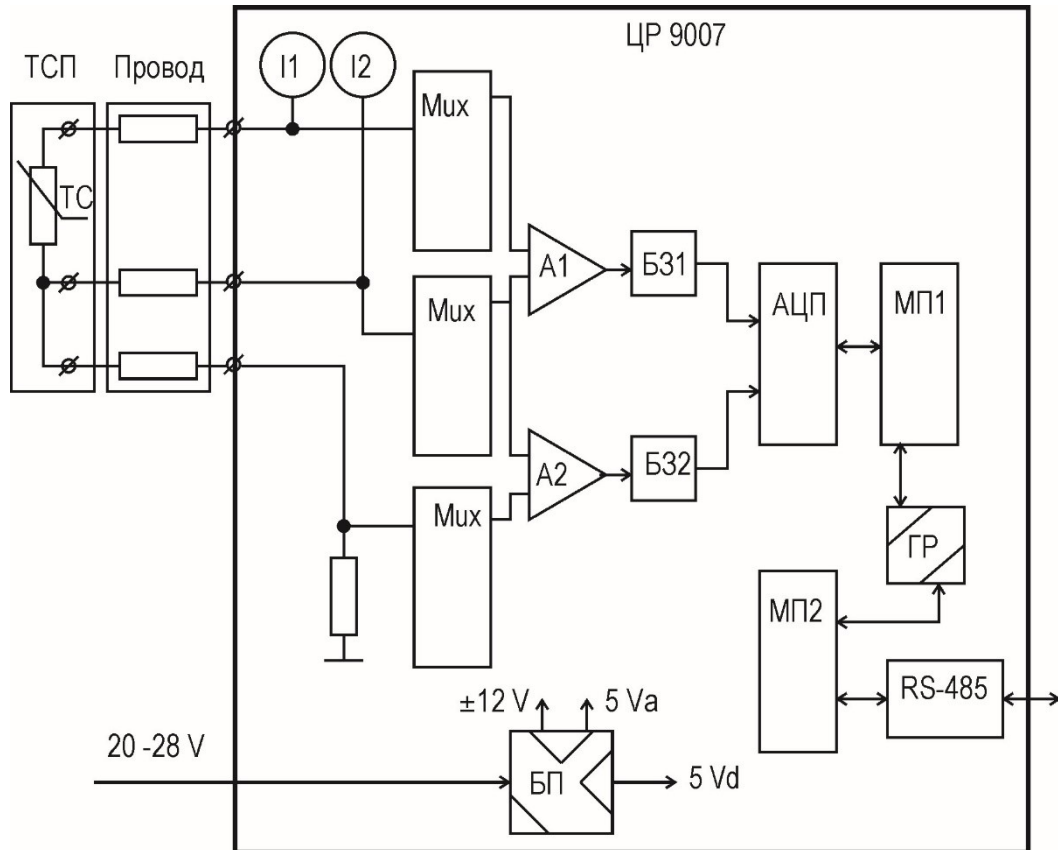 ЦР 9007
ТСП
Провод
I1
I2
Mux
ТС
A1
БЗ1
Mux
АЦП
МП1
A2
БЗ2
Mux
ГР
МП2
RS-485
±12 V
5 Va
20 -28 V
БП
5 Vd